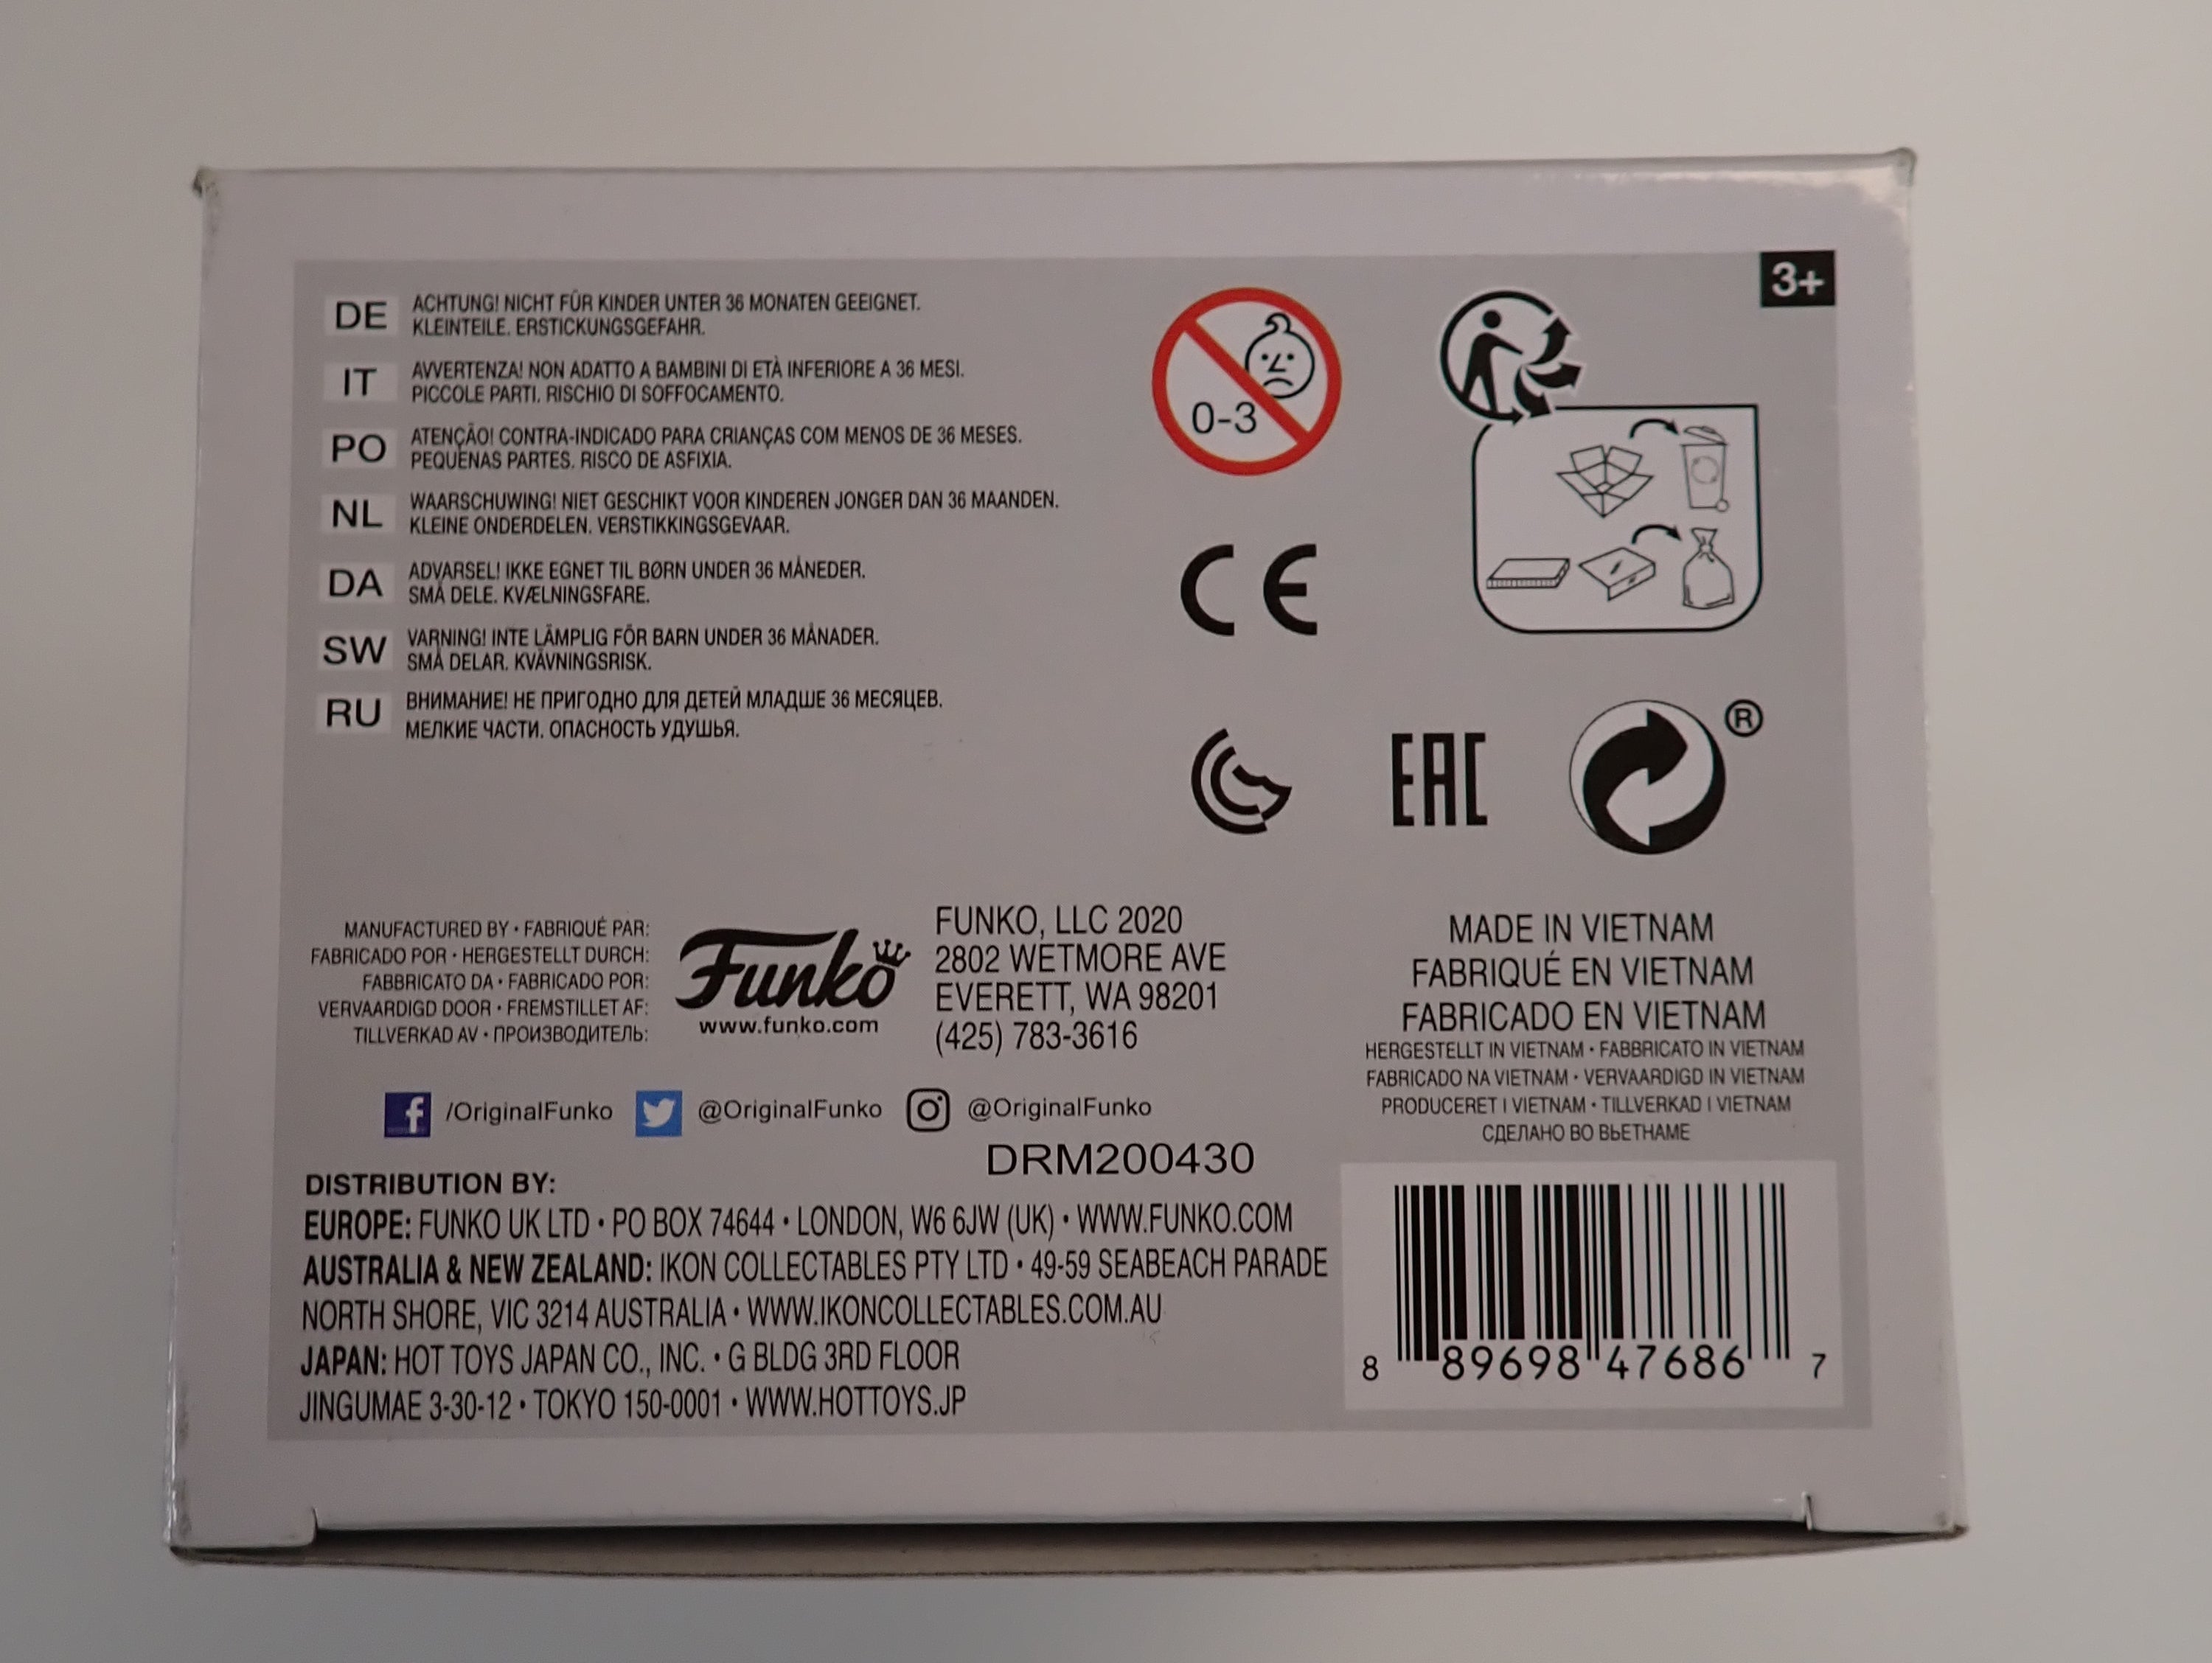 3+
DE
ACHTUNG! NICHT FÜR KINDER UNTER 36 MONATEN GEEIGNET.
KLEINTEILE. ERSTICKUNGSGEFAHR.
IT
AVVERTENZA! NON ADATTO A BAMBINI DI ETÀ INFERIORE A 36 MESI.
PICCOLE PARTI. RISCHIO DI SOFFOCAMENTO.
PO
ATENÇÃO! CONTRA-INDICADO PARA CRIANÇAS COM MENOS DE 36 MESES.
PEQUENAS PARTES. RISCO DE ASFIXIA.
NL
WAARSCHUWING! NIET GESCHIKT VOOR KINDEREN JONGER DAN 36 MAANDEN.
KLEINE ONDERDELEN. VERSTIKKINGSGEVAAR.
DA
ADVARSEL! IKKE EGNET TIL BØRN UNDER 36 MÅNEDER.
SMÅ DELE. KVÆLNINGSFARE.
SW
VARNING! INTE LÄMPLIG FÖR BARN UNDER 36 MÅNADER.
SMÅ DELAR. KVÄVNINGSRISK.
RU
ВНИМАНИЕ! НЕ ПРИГОДНО ДЛЯ ДЕТЕЙ МЛАДШЕ 36 МЕСЯЦЕВ.
МЕЛКИЕ ЧАСТИ. ОПАСНОСТЬ УДУШЬЯ.
0-3
CE
EAC
®
MANUFACTURED BY • FABRIQUÉ PAR:
FABRICADO POR • HERGESTELLT DURCH:
FABBRICATO DA • FABRICADO POR:
VERVAARDIGD DOOR • FREMSTILLET AF:
TILLVERKAD AV • ПРОИЗВОДИТЕЛЬ:
Funko
www.funko.com
FUNKO, LLC 2020
2802 WETMORE AVE
EVERETT, WA 98201
(425) 783-3616
MADE IN VIETNAM
FABRIQUÉ EN VIETNAM
FABRICADO EN VIETNAM
HERGESTELLT IN VIETNAM • FABBRICATO IN VIETNAM
FABRICADO NA VIETNAM • VERVAARDIGD IN VIETNAM
PRODUCERET I VIETNAM • TILLVERKAD I VIETNAM
СДЕЛАНО ВО ВЬЕТНАМЕ
/OriginalFunko @OriginalFunko @OriginalFunko
DRM200430
DISTRIBUTION BY:
EUROPE: FUNKO UK LTD • PO BOX 74644 • LONDON, W6 6JW (UK) • WWW.FUNKO.COM
AUSTRALIA & NEW ZEALAND: IKON COLLECTABLES PTY LTD • 49-59 SEABEACH PARADE
NORTH SHORE, VIC 3214 AUSTRALIA • WWW.IKONCOLLECTABLES.COM.AU
JAPAN: HOT TOYS JAPAN CO., INC. • G BLDG 3RD FLOOR
JINGUMAE 3-30-12 • TOKYO 150-0001 • WWW.HOTTOYS.JP
8 89698 47686 7